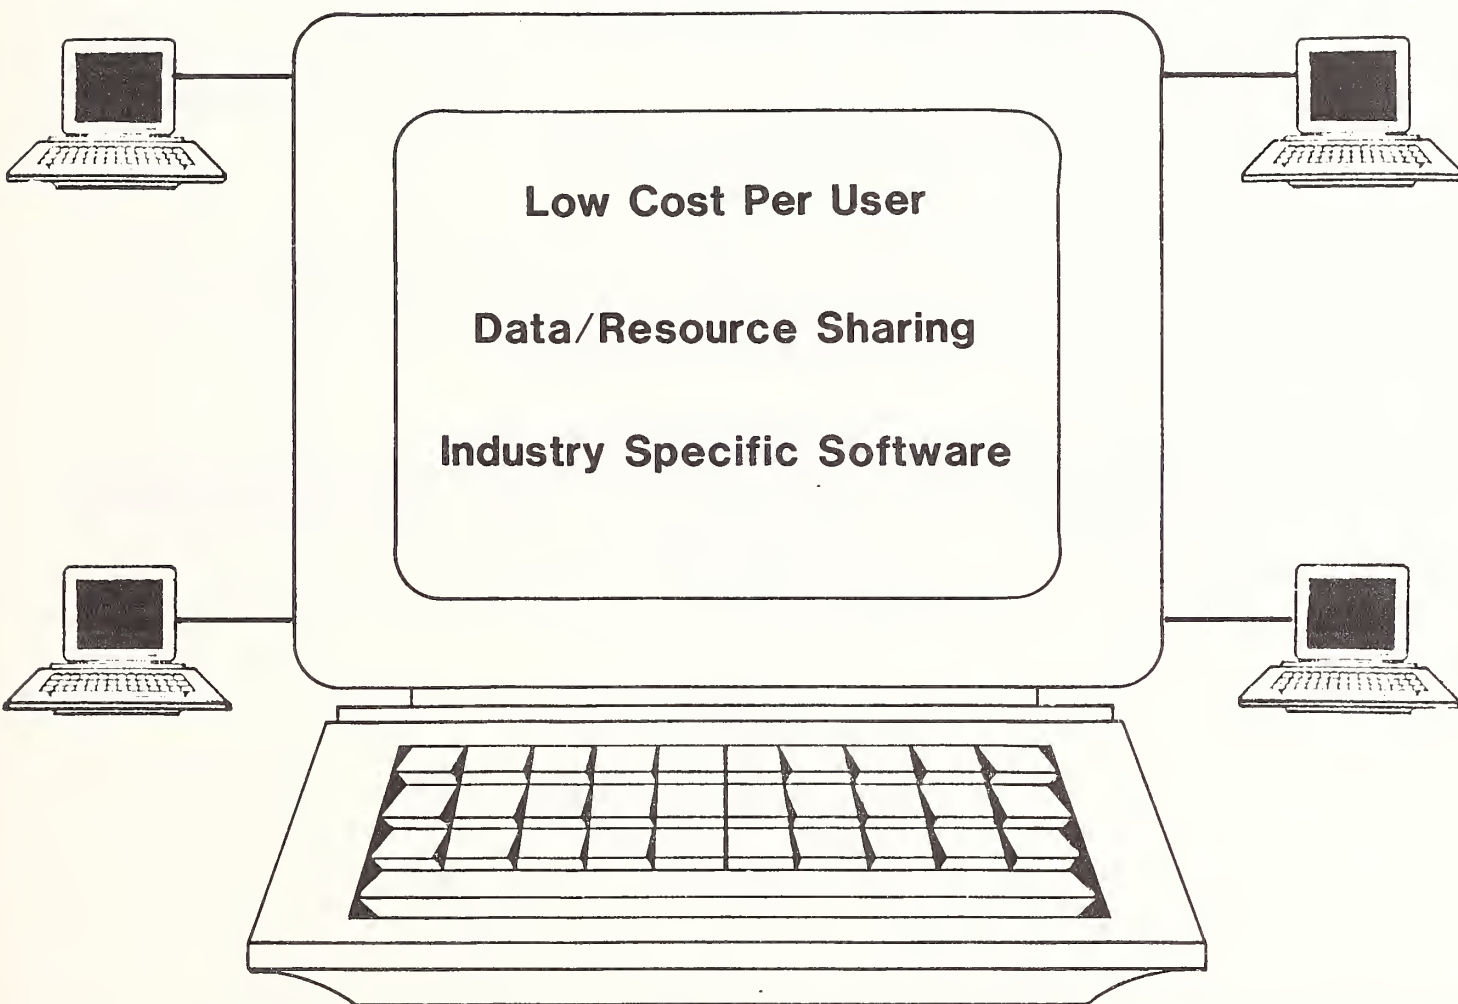 Low Cost Per User
Data/Resource Sharing
Industry Specific Software